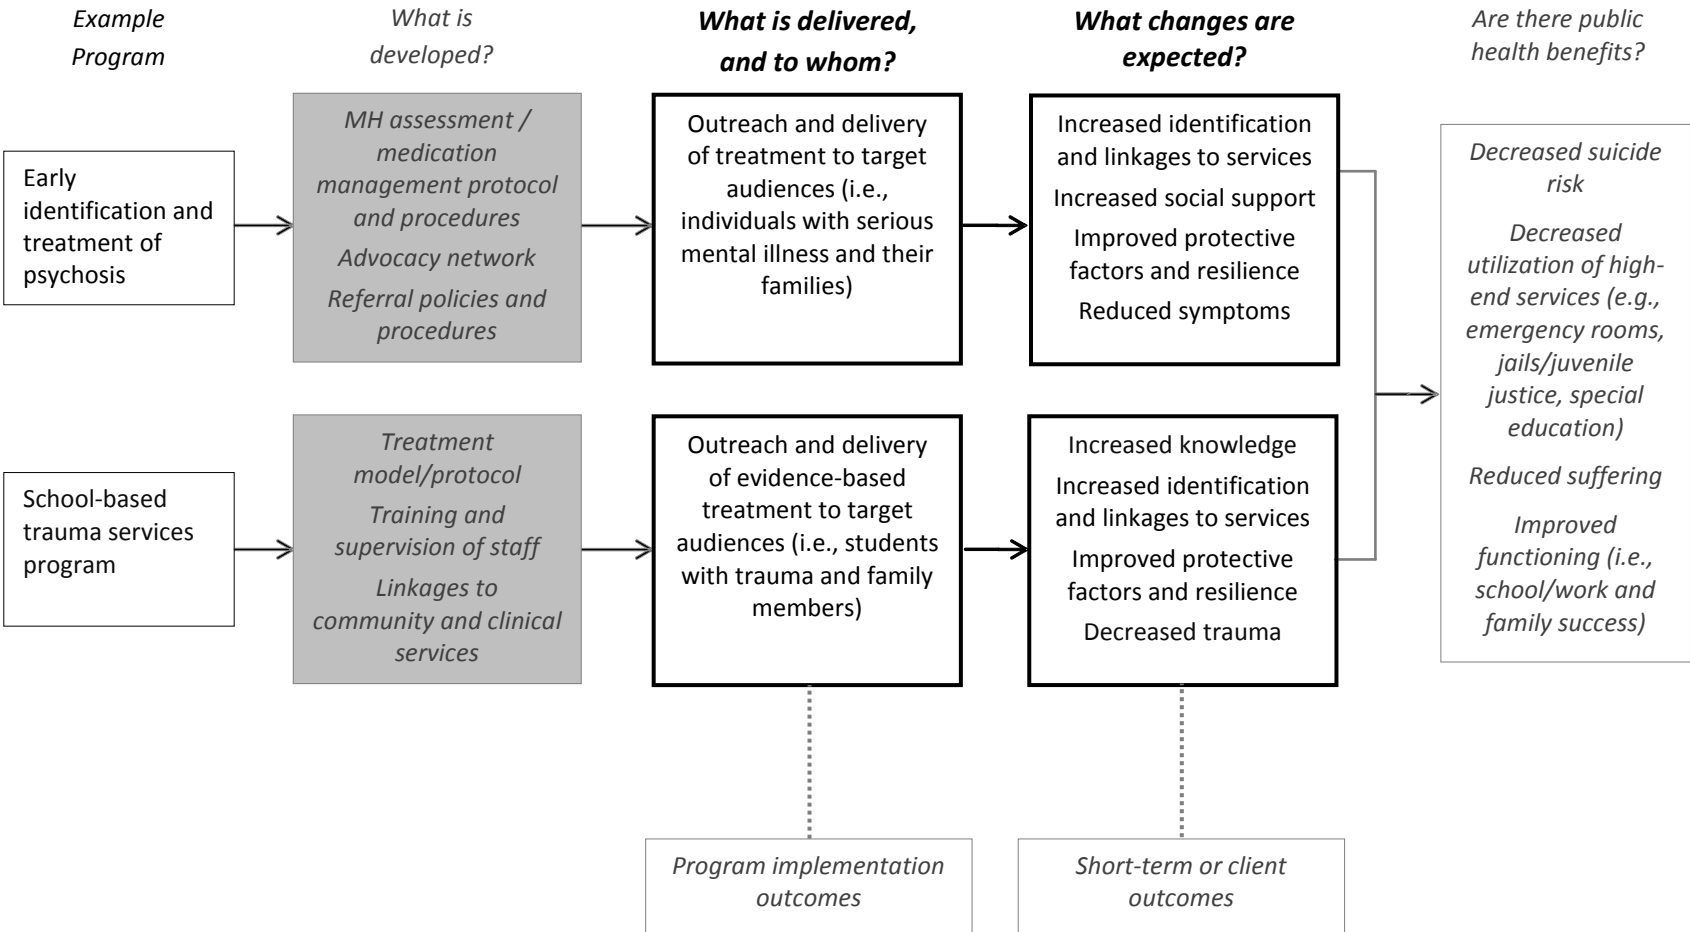 Example
Program
What is
developed?
What is delivered,
and to whom?
What changes are
expected?
Are there public
health benefits?
Early
identification and
treatment of
psychosis
MH assessment /
medication
management protocol
and procedures
Advocacy network
Referral policies and
procedures
Outreach and delivery
of treatment to target
audiences (i.e.,
individuals with serious
mental illness and their
families)
Increased identification
and linkages to services
Increased social support
Improved protective
factors and resilience
Reduced symptoms
School-based
trauma services
program
Treatment
model/protocol
Training and
supervision of staff
Linkages to
community and clinical
services
Outreach and delivery
of evidence-based
treatment to target
audiences (i.e., students
with trauma and family
members)
Increased knowledge
Increased identification
and linkages to services
Improved protective
factors and resilience
Decreased trauma
Decreased suicide
risk
Decreased
utilization of high-
end services (e.g.,
emergency rooms,
jails/juvenile
justice, special
education)
Reduced suffering
Improved
functioning (i.e.,
school/work and
family success)
Program implementation
outcomes
Short-term or client
outcomes